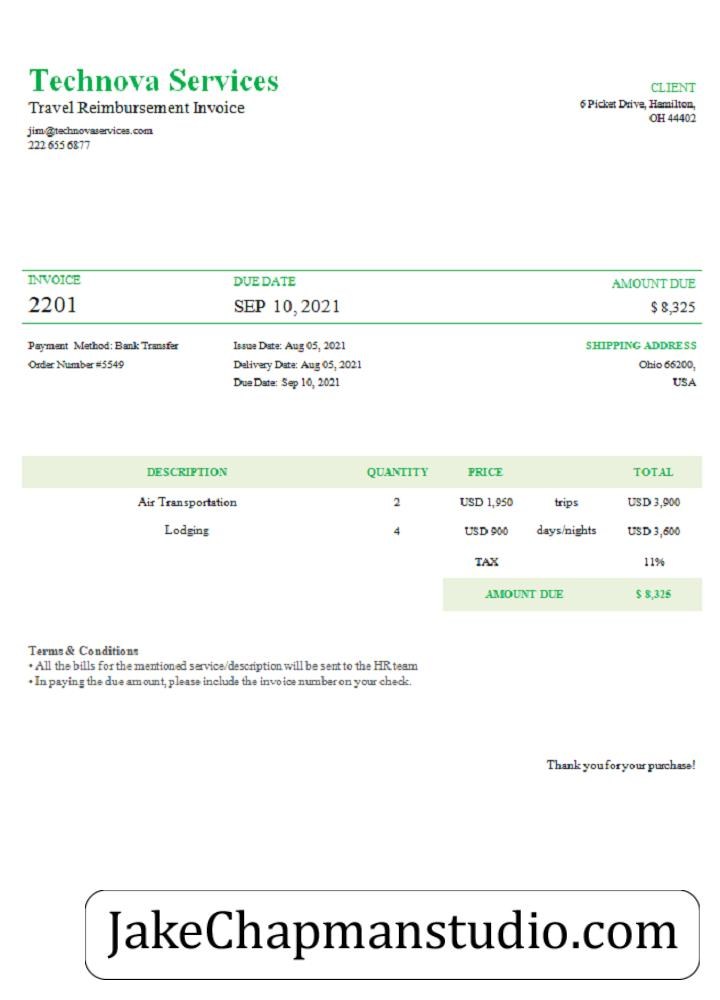 Technova Services
Travel Reimbursement Invoice
jim@technovaservices.com
222 655 6877
CLIENT
6 Picket Drive, Hamilton,
OH 44402
INVOICE DUE DATE AMOUNT DUE
2201 SEP 10, 2021 $ 8,325
Payment Method: Bank Transfer Issue Date: Aug 05, 2021 SHIPPING ADDRESS
Order Number #5549 Delivery Date: Aug 05, 2021 Ohio 66200,
Due Date: Sep 10, 2021 USA
DESCRIPTION QUANTITY PRICE TOTAL
Air Transportation 2 USD 1,950 trips USD 3,900
Lodging 4 USD 900 days/nights USD 3,600
TAX 11%
AMOUNT DUE $ 8,325
Terms & Conditions
• All the bills for the mentioned service/description will be sent to the HR team
• In paying the due amount, please include the invoice number on your check.
Thank you for your purchase!
JakeChapmanstudio.com